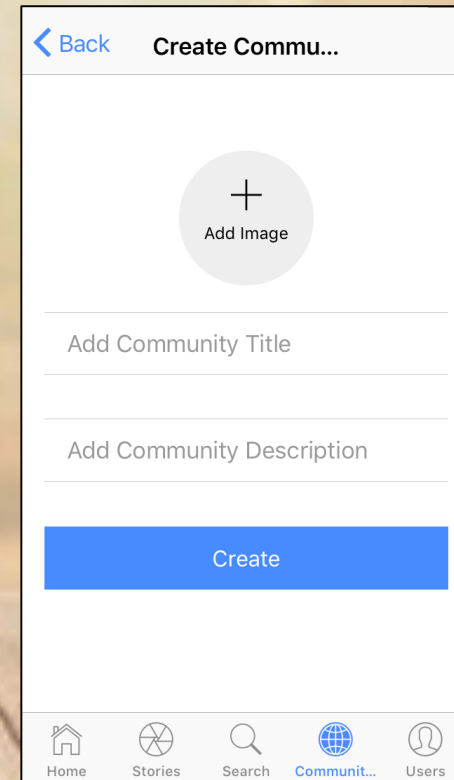 Back Create Commu...
Add Image
Add Community Title
Add Community Description
Create
Home Stories Search Communit... Users